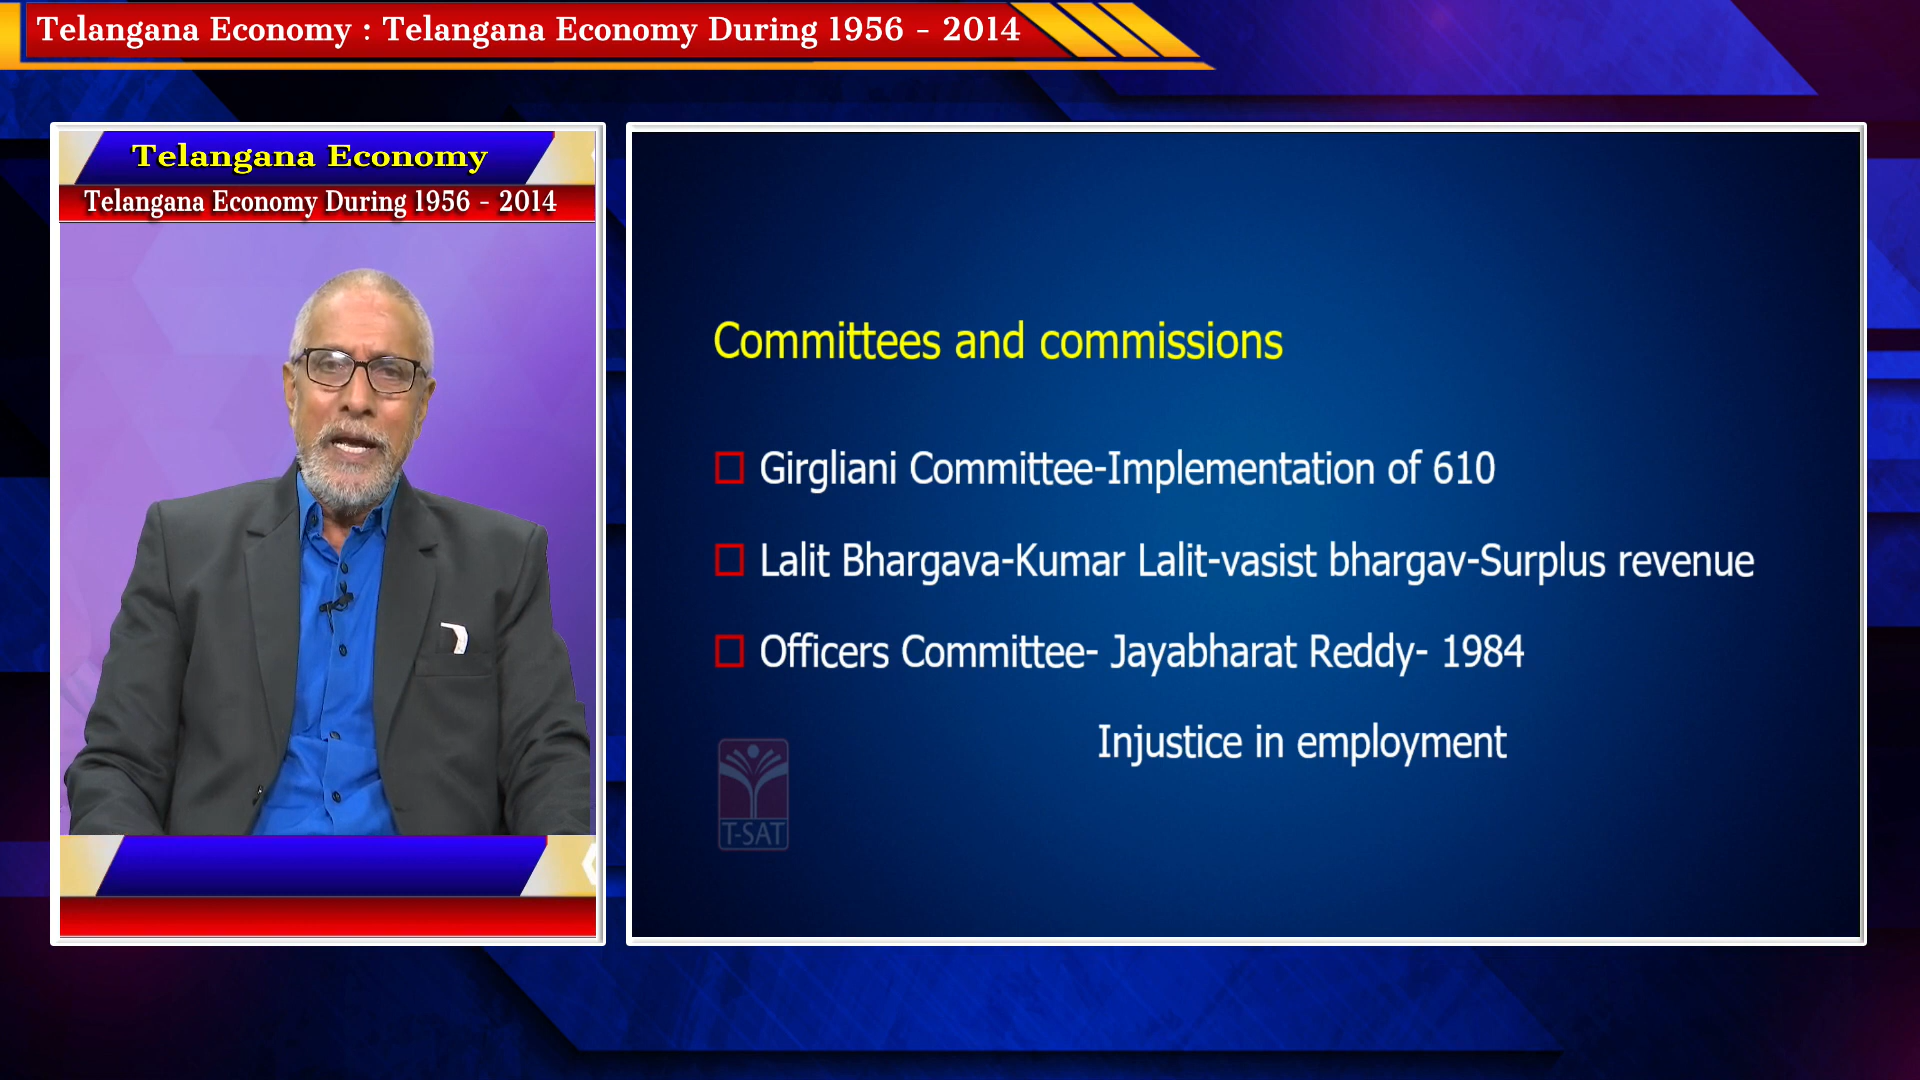 Telangana Economy : Telangana Economy During 1956 - 2014
Telangana Economy
Telangana Economy During 1956 - 2014
Committees and commissions
Girgliani Committee-Implementation of 610
Lalit Bhargava-Kumar Lalit-vasist bhargav-Surplus revenue
Officers Committee- Jayabharat Reddy- 1984
Injustice in employment
T-SAT